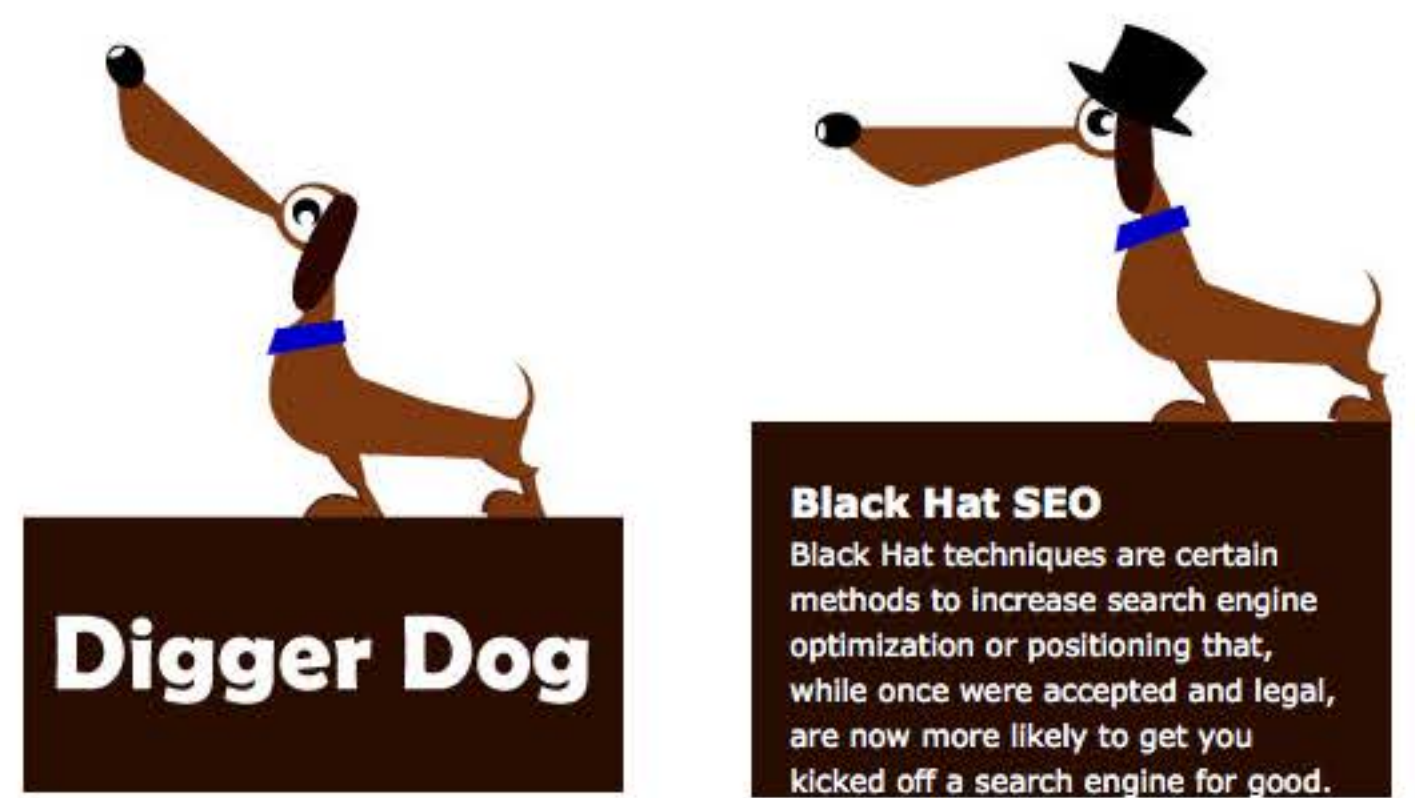 Digger Dog
Black Hat SEO
Black Hat techniques are certain
methods to increase search engine
optimization or positioning that,
while once were accepted and legal,
are now more likely to get you
kicked off a search engine for good.